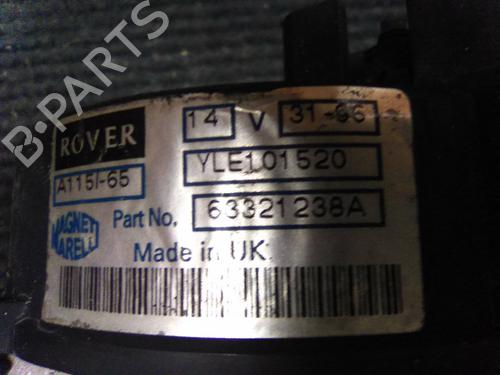 B-PARTS
ROVER
14 V 31-96
A115I-65
YLE101520
MAGNETI MARELLI
Part No. 63321238A
Made in UK